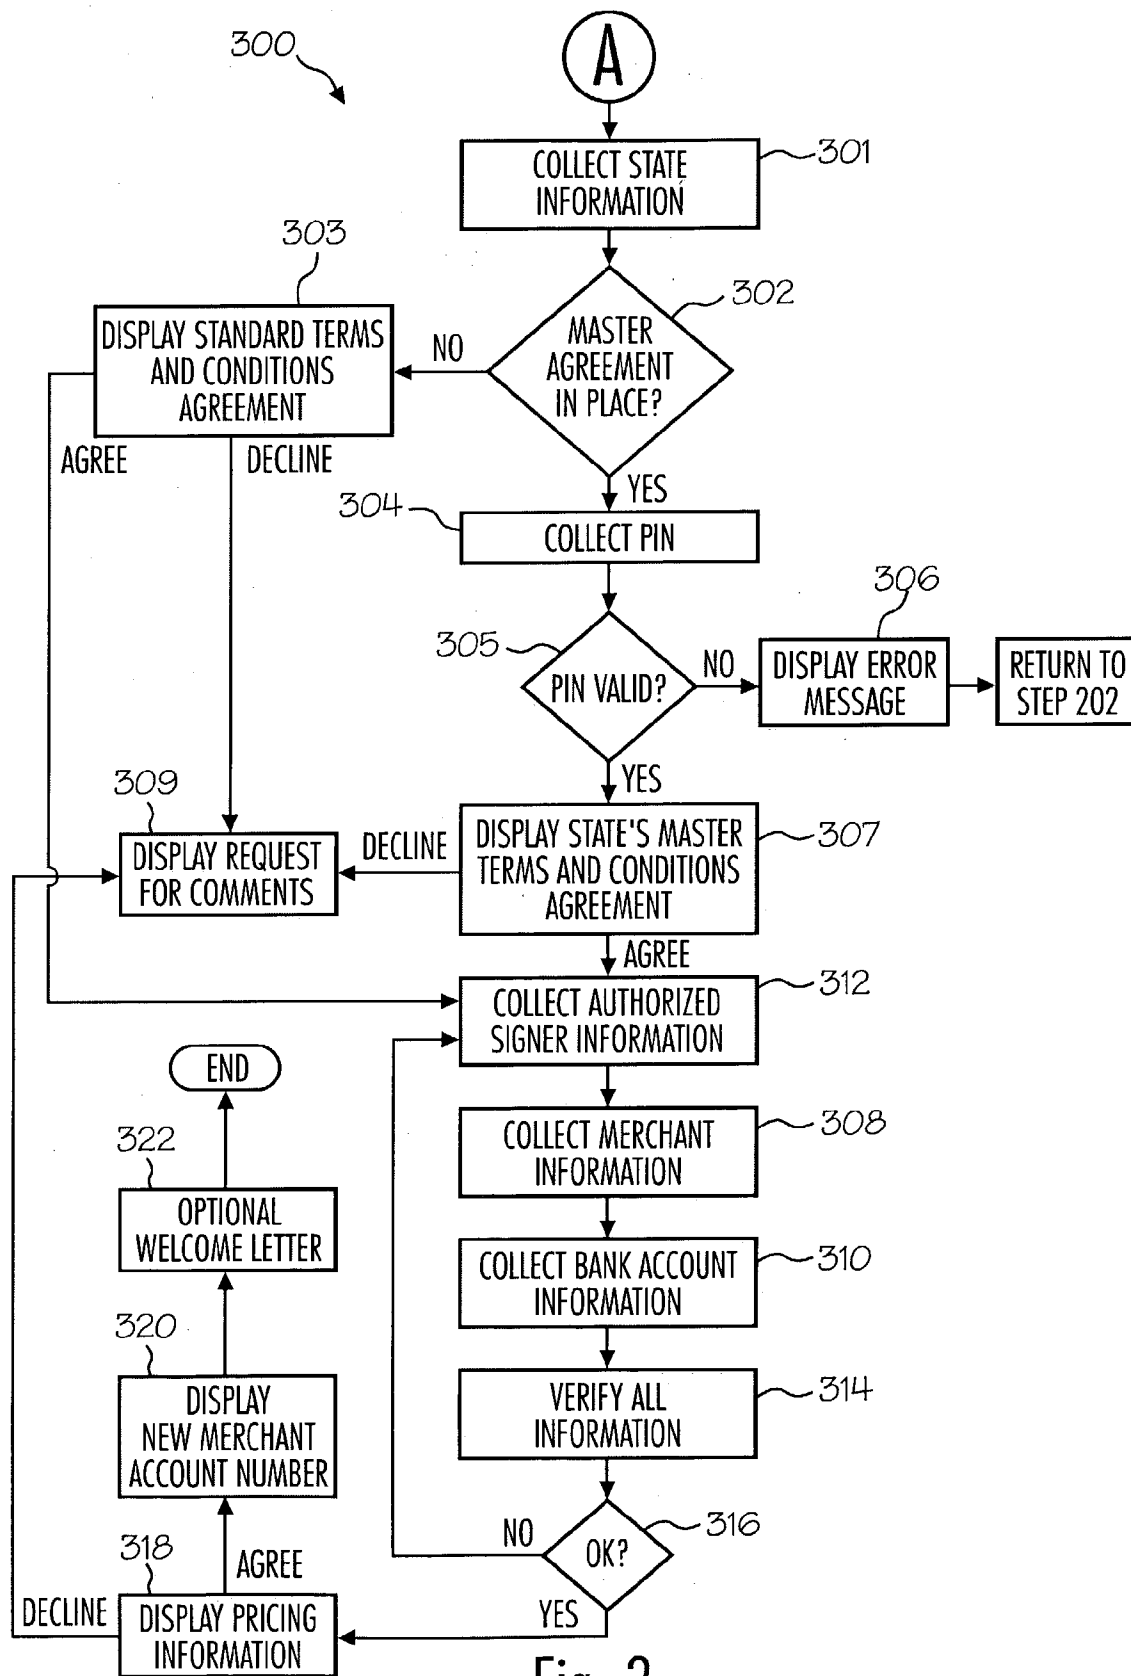 300
A
COLLECT STATE
INFORMATION
301
303
302
DISPLAY STANDARD TERMS
AND CONDITIONS
AGREEMENT
NO
MASTER
AGREEMENT
IN PLACE?
AGREE
DECLINE
YES
304
COLLECT PIN
306
305
PIN VALID?
NO
DISPLAY ERROR
MESSAGE
RETURN TO
STEP 202
YES
309
DISPLAY REQUEST
FOR COMMENTS
DECLINE
DISPLAY STATE'S MASTER
TERMS AND CONDITIONS
AGREEMENT
307
AGREE
COLLECT AUTHORIZED
SIGNER INFORMATION
312
END
COLLECT MERCHANT
INFORMATION
308
322
OPTIONAL
WELCOME LETTER
COLLECT BANK ACCOUNT
INFORMATION
310
320
DISPLAY
NEW MERCHANT
ACCOUNT NUMBER
VERIFY ALL
INFORMATION
314
318
AGREE
NO
OK?
316
DECLINE
DISPLAY PRICING
INFORMATION
YES